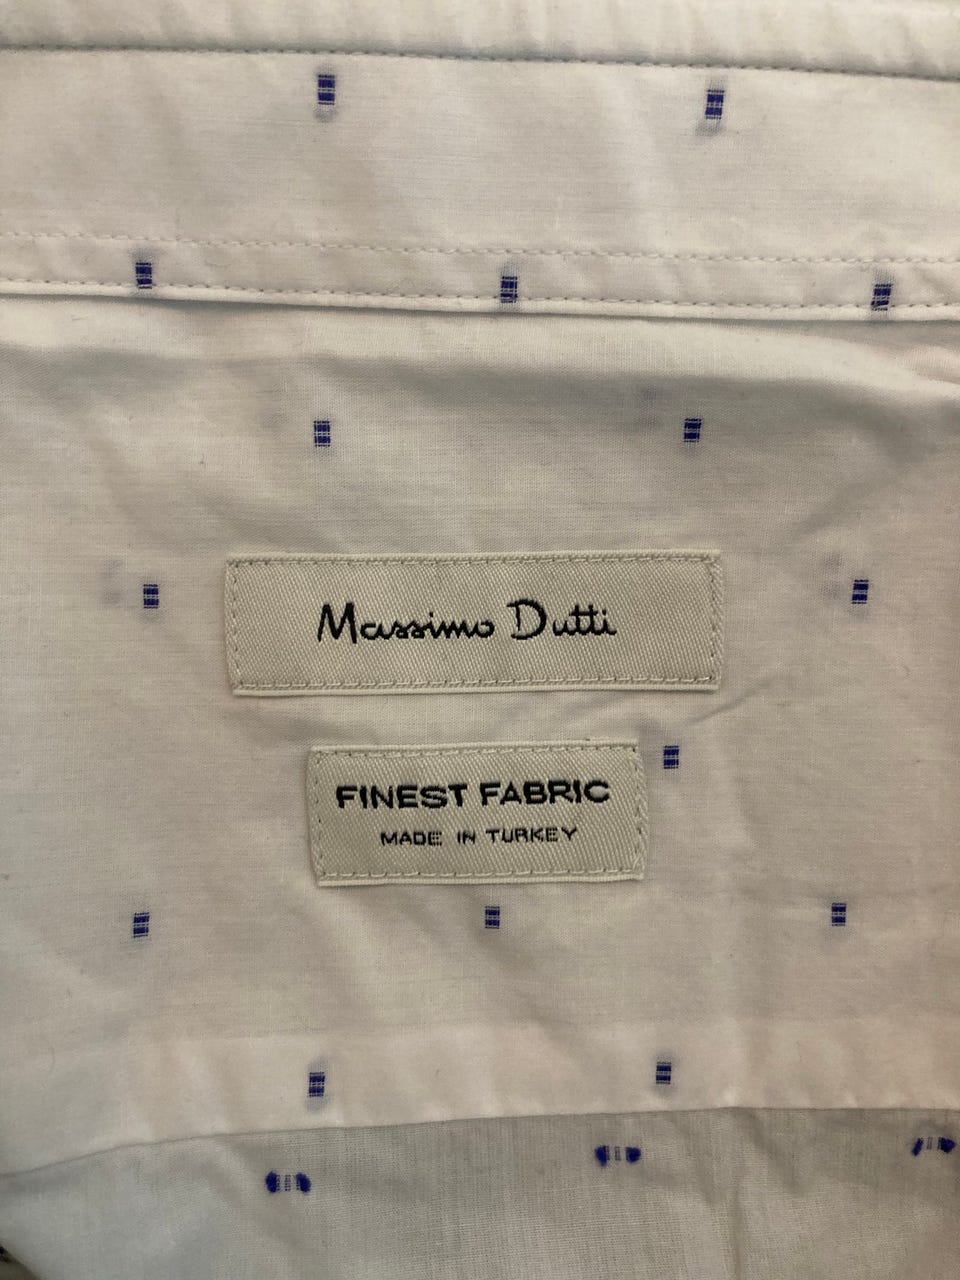 Massimo Dutti
FINEST FABRIC
MADE IN TURKEY